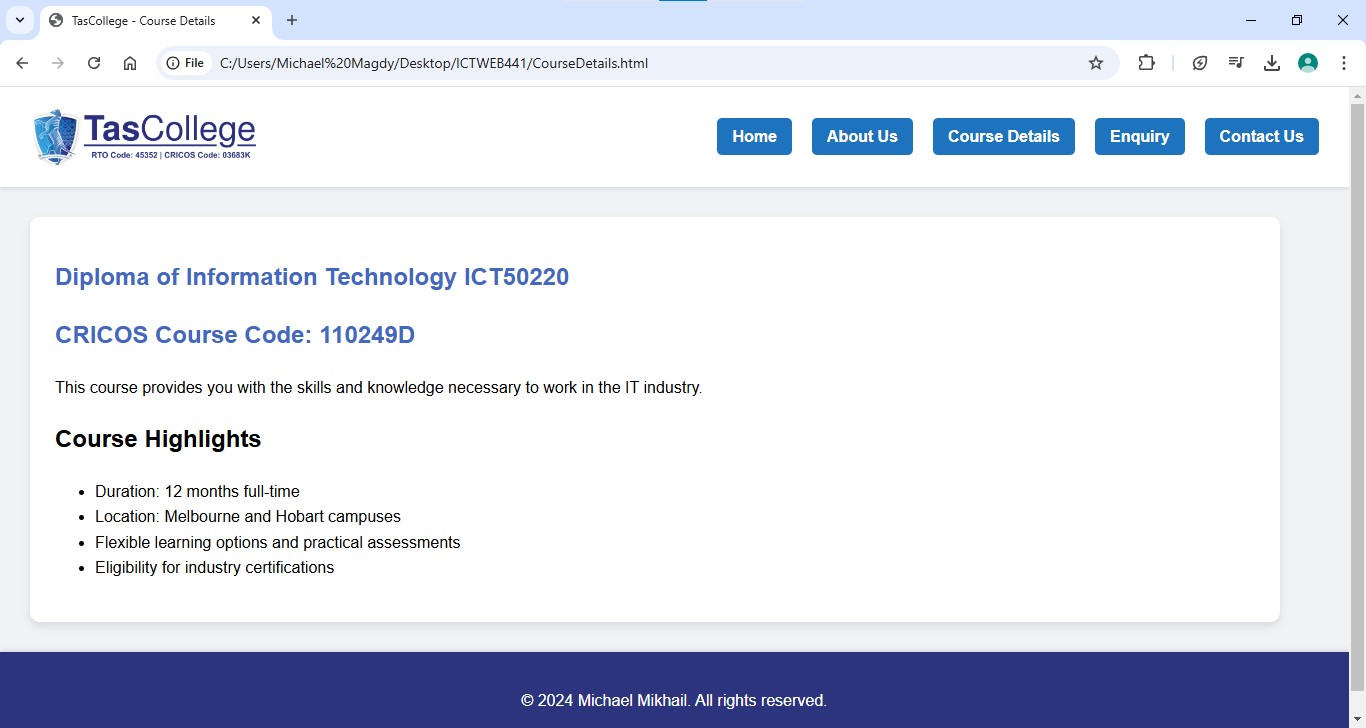 TasCollege - Course Details
File
C:/Users/Michael%20Magdy/Desktop/ICTWEB441/CourseDetails.html
TasCollege
RTO Code: 45352 | CRICOS Code: 03683K
Home
About Us
Course Details
Enquiry
Contact Us
Diploma of Information Technology ICT50220
CRICOS Course Code: 110249D
This course provides you with the skills and knowledge necessary to work in the IT industry.
Course Highlights
• Duration: 12 months full-time
• Location: Melbourne and Hobart campuses
• Flexible learning options and practical assessments
• Eligibility for industry certifications
© 2024 Michael Mikhail. All rights reserved.